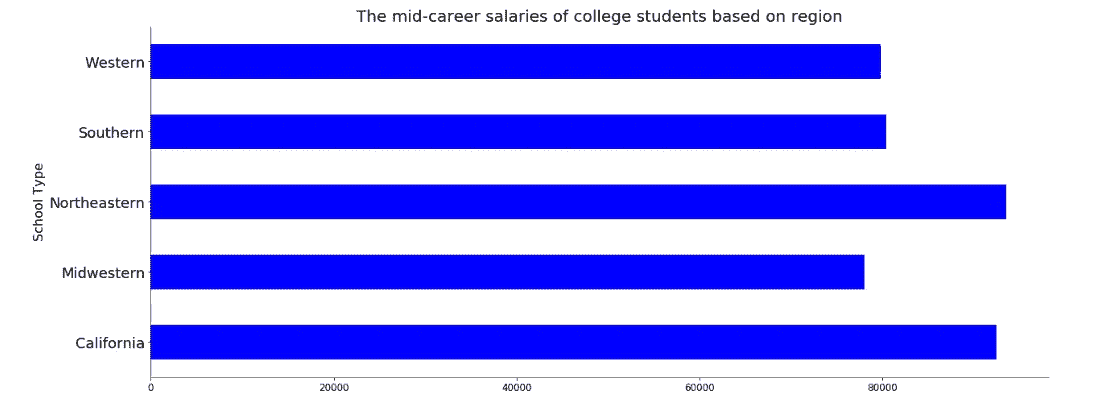 The mid-career salaries of college students based on region
School Type
Western
Southern
Northeastern
Midwestern
California
0 20000 40000 60000 80000